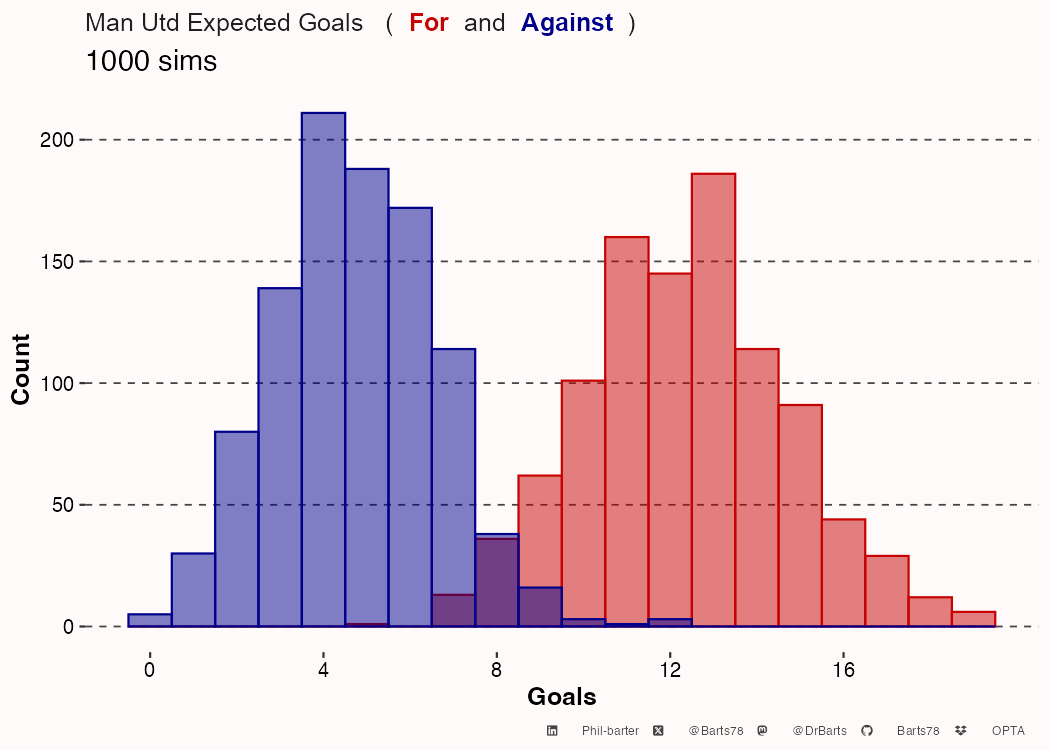 Man Utd Expected Goals ( For and Against )
1000 sims
200
150
100
50
0
Count
0 4 8 12 16
Goals
Phil-barter @Barts78 @DrBarts Barts78 OPTA